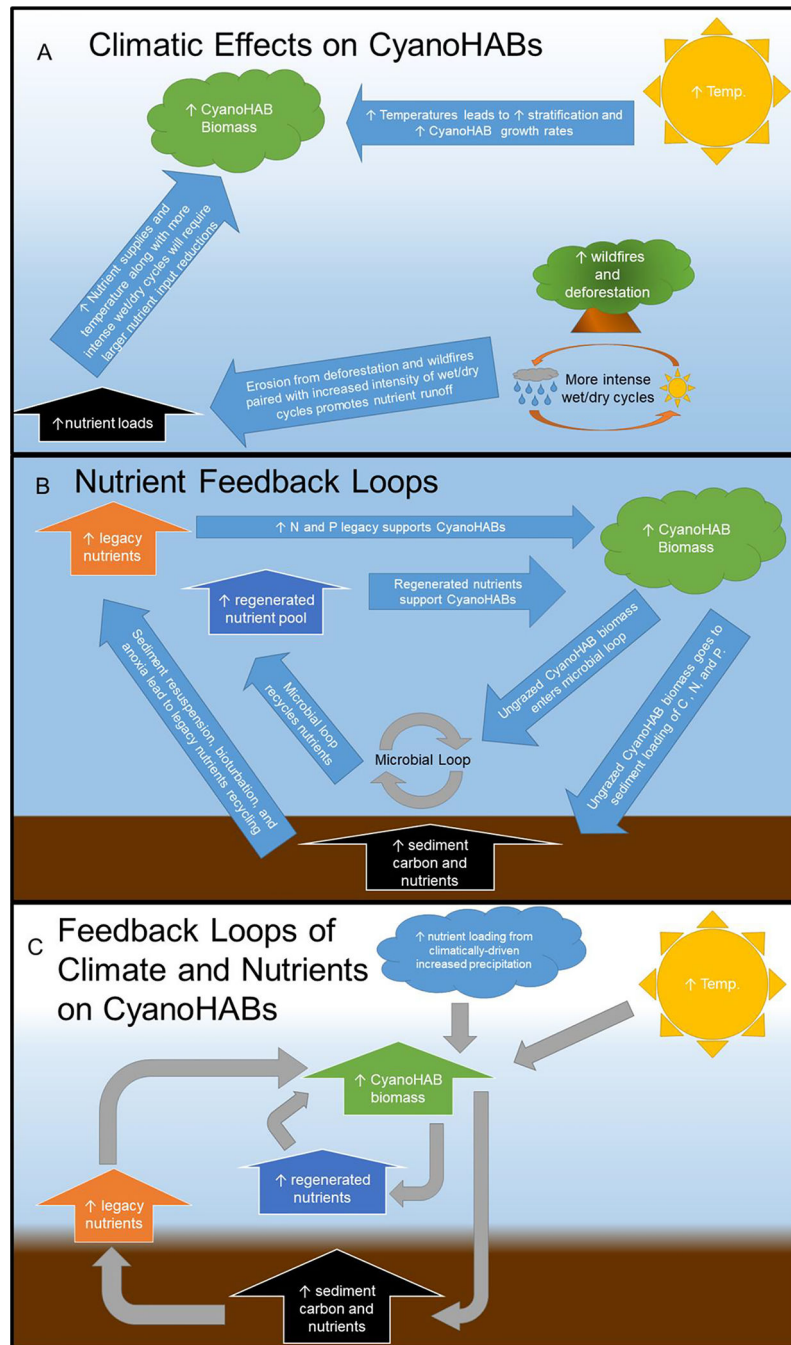 A
Climatic Effects on CyanoHABs
↑ CyanoHAB
Biomass
↑ Temperatures leads to ↑ stratification and
↑ CyanoHAB growth rates
↑ Temp.
↑ Nutrient supplies and
temperature along with more
intense wet/dry cycles will require
larger nutrient input reductions
↑ wildfires
and
deforestation
Erosion from deforestation and wildfires
paired with increased intensity of wet/dry
cycles promotes nutrient runoff
More intense
wet/dry cycles
↑nutrient loads
B
Nutrient Feedback Loops
↑ legacy
nutrients
↑ N and P legacy supports CyanoHABs
↑ CyanoHAB
Biomass
↑ regenerated
nutrient pool
Regenerated nutrients
support CyanoHABs
Sediment resuspension, bioturbation, and
anoxia lead to legacy nutrients recycling
Microbial loop
recycles nutrients
Microbial Loop
Ungrazed CyanoHAB biomass
enters microbial loop
Ungrazed CyanoHAB biomass goes to
sediment loading of C, N, and P.
↑ sediment
carbon and
nutrients
C
Feedback Loops of
Climate and Nutrients
on CyanoHABs
↑ nutrient loading from
climatically-driven
increased precipitation
↑ Temp.
↑ CyanoHAB
biomass
↑ regenerated
nutrients
↑ legacy
nutrients
↑ sediment
carbon and
nutrients